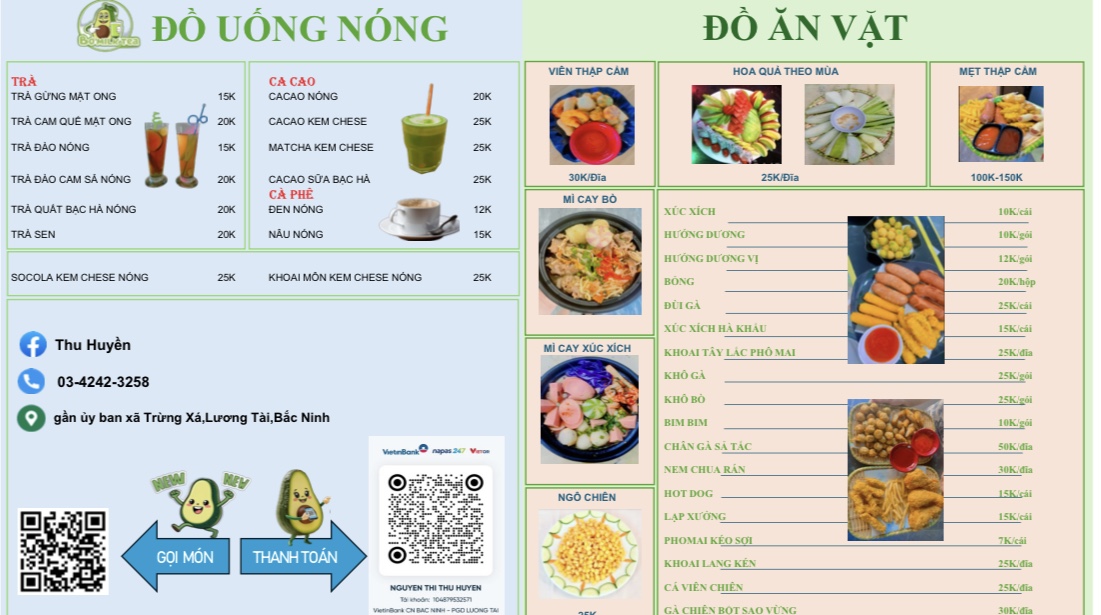 ĐỒ UỐNG NÓNG
TRÀ
TRÀ GỪNG MẬT ONG 15K
TRÀ CAM QUẾ MẬT ONG 20K
TRÀ ĐÀO NÓNG 15K
TRÀ ĐÀO CAM SẢ NÓNG 20K
TRÀ QUẤT BẠC HÀ NÓNG 20K
TRÀ SEN 20K
CA CAO
CACAO NÓNG 20K
CACAO KEM CHESE 25K
MATCHA KEM CHESE 25K
CACAO SỮA BẠC HÀ 25K
CÀ PHÊ
ĐEN NÓNG 12K
NÂU NÓNG 15K
SOCOLA KEM CHESE NÓNG 25K
KHOAI MÔN KEM CHESE NÓNG 25K
Thu Huyền
03-4242-3258
gần ủy ban xã Trừng Xá,Lương Tài,Bắc Ninh
NEW NEW
GỌI MÓN
THANH TOÁN
VietinBank napas 247
NGUYEN THI THU HUYEN
Tài khoản: 104879532571
VietinBank CN BAC NINH - PGD LUONG TAI
ĐỒ ĂN VẶT
VIÊN THẬP CẨM
30K/Đĩa
HOA QUẢ THEO MÙA
25K/Đĩa
MẸT THẬP CẨM
100K-150K
MÌ CAY BÒ
MÌ CAY XÚC XÍCH
NGÔ CHIÊN
25K
XÚC XÍCH 10K/cái
HƯỚNG DƯƠNG 10K/gói
HƯỚNG DƯƠNG VỊ 12K/gói
BỎNG 20K/hộp
ĐÙI GÀ 25K/cái
XÚC XÍCH HÀ KHẨU 15K/cái
KHOAI TÂY LẮC PHÔ MAI 25K/đĩa
KHÔ GÀ 25K/gói
KHÔ BÒ 25K/gói
BIM BIM 10K/gói
CHÂN GÀ SẢ TẮC 50K/đĩa
NEM CHUA RÁN 30K/đĩa
HOT DOG 15K/cái
LẠP XƯỞNG 15K/cái
PHOMAI KÉO SỢI 7K/cái
KHOAI LANG KÉN 25K/đĩa
CÁ VIÊN CHIÊN 25K/đĩa
GÀ CHIÊN BỘT SAO VỪNG 30K/đĩa